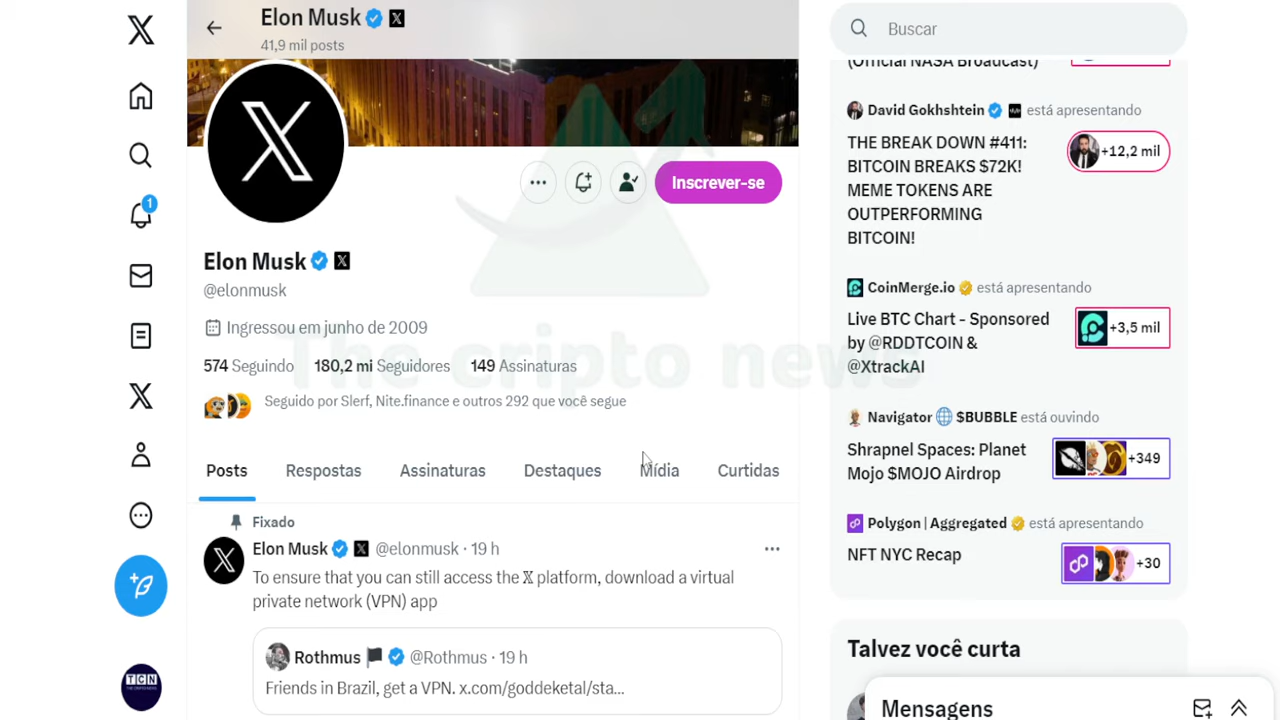 Elon Musk
41,9 mil posts
Inscrever-se
Elon Musk
@elonmusk
Ingressou em junho de 2009
574 Seguindo 180,2 mi Seguidores 149 Assinaturas
Seguido por Slerf, Nite.finance e outros 292 que você segue
Posts Respostas Assinaturas Destaques Mídia Curtidas
Fixado
Elon Musk @elonmusk · 19 h
To ensure that you can still access the 𝕏 platform, download a virtual
private network (VPN) app
Rothmus @Rothmus · 19 h
Friends in Brazil, get a VPN. x.com/goddeketal/sta...
The cripto news
1
TCN
Buscar
(Official NASA Broadcast)
David Gokhshtein está apresentando
THE BREAK DOWN #411:
BITCOIN BREAKS $72K!
MEME TOKENS ARE
OUTPERFORMING
BITCOIN!
+12,2 mil
CoinMerge.io está apresentando
Live BTC Chart - Sponsored
by @RDDTCOIN &
@XtrackAI
+3,5 mil
Navigator $BUBBLE está ouvindo
Shrapnel Spaces: Planet
Mojo $MOJO Airdrop
+349
Polygon | Aggregated está apresentando
NFT NYC Recap
+30
Talvez você curta
Mensagens